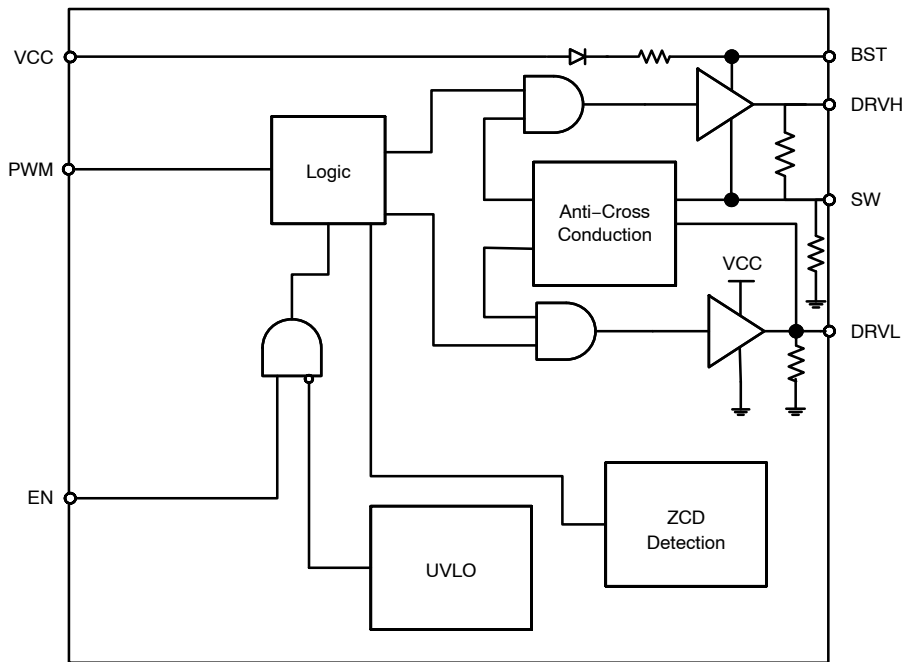 VCC
BST
DRVH
PWM
Logic
Anti−Cross
Conduction
SW
VCC
DRVL
EN
ZCD
Detection
UVLO